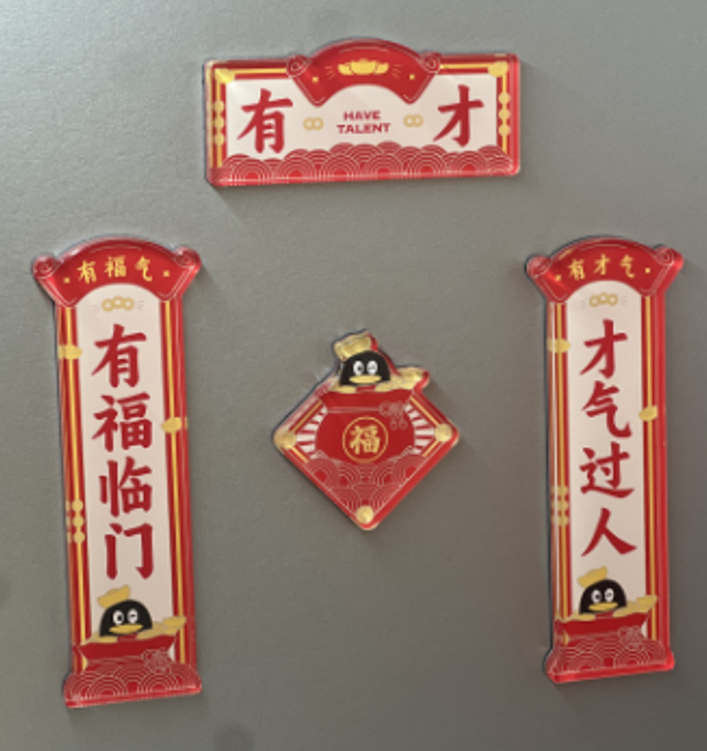 有 HAVE TALENT 才
有福气
有福临门
福
有才气
才气过人